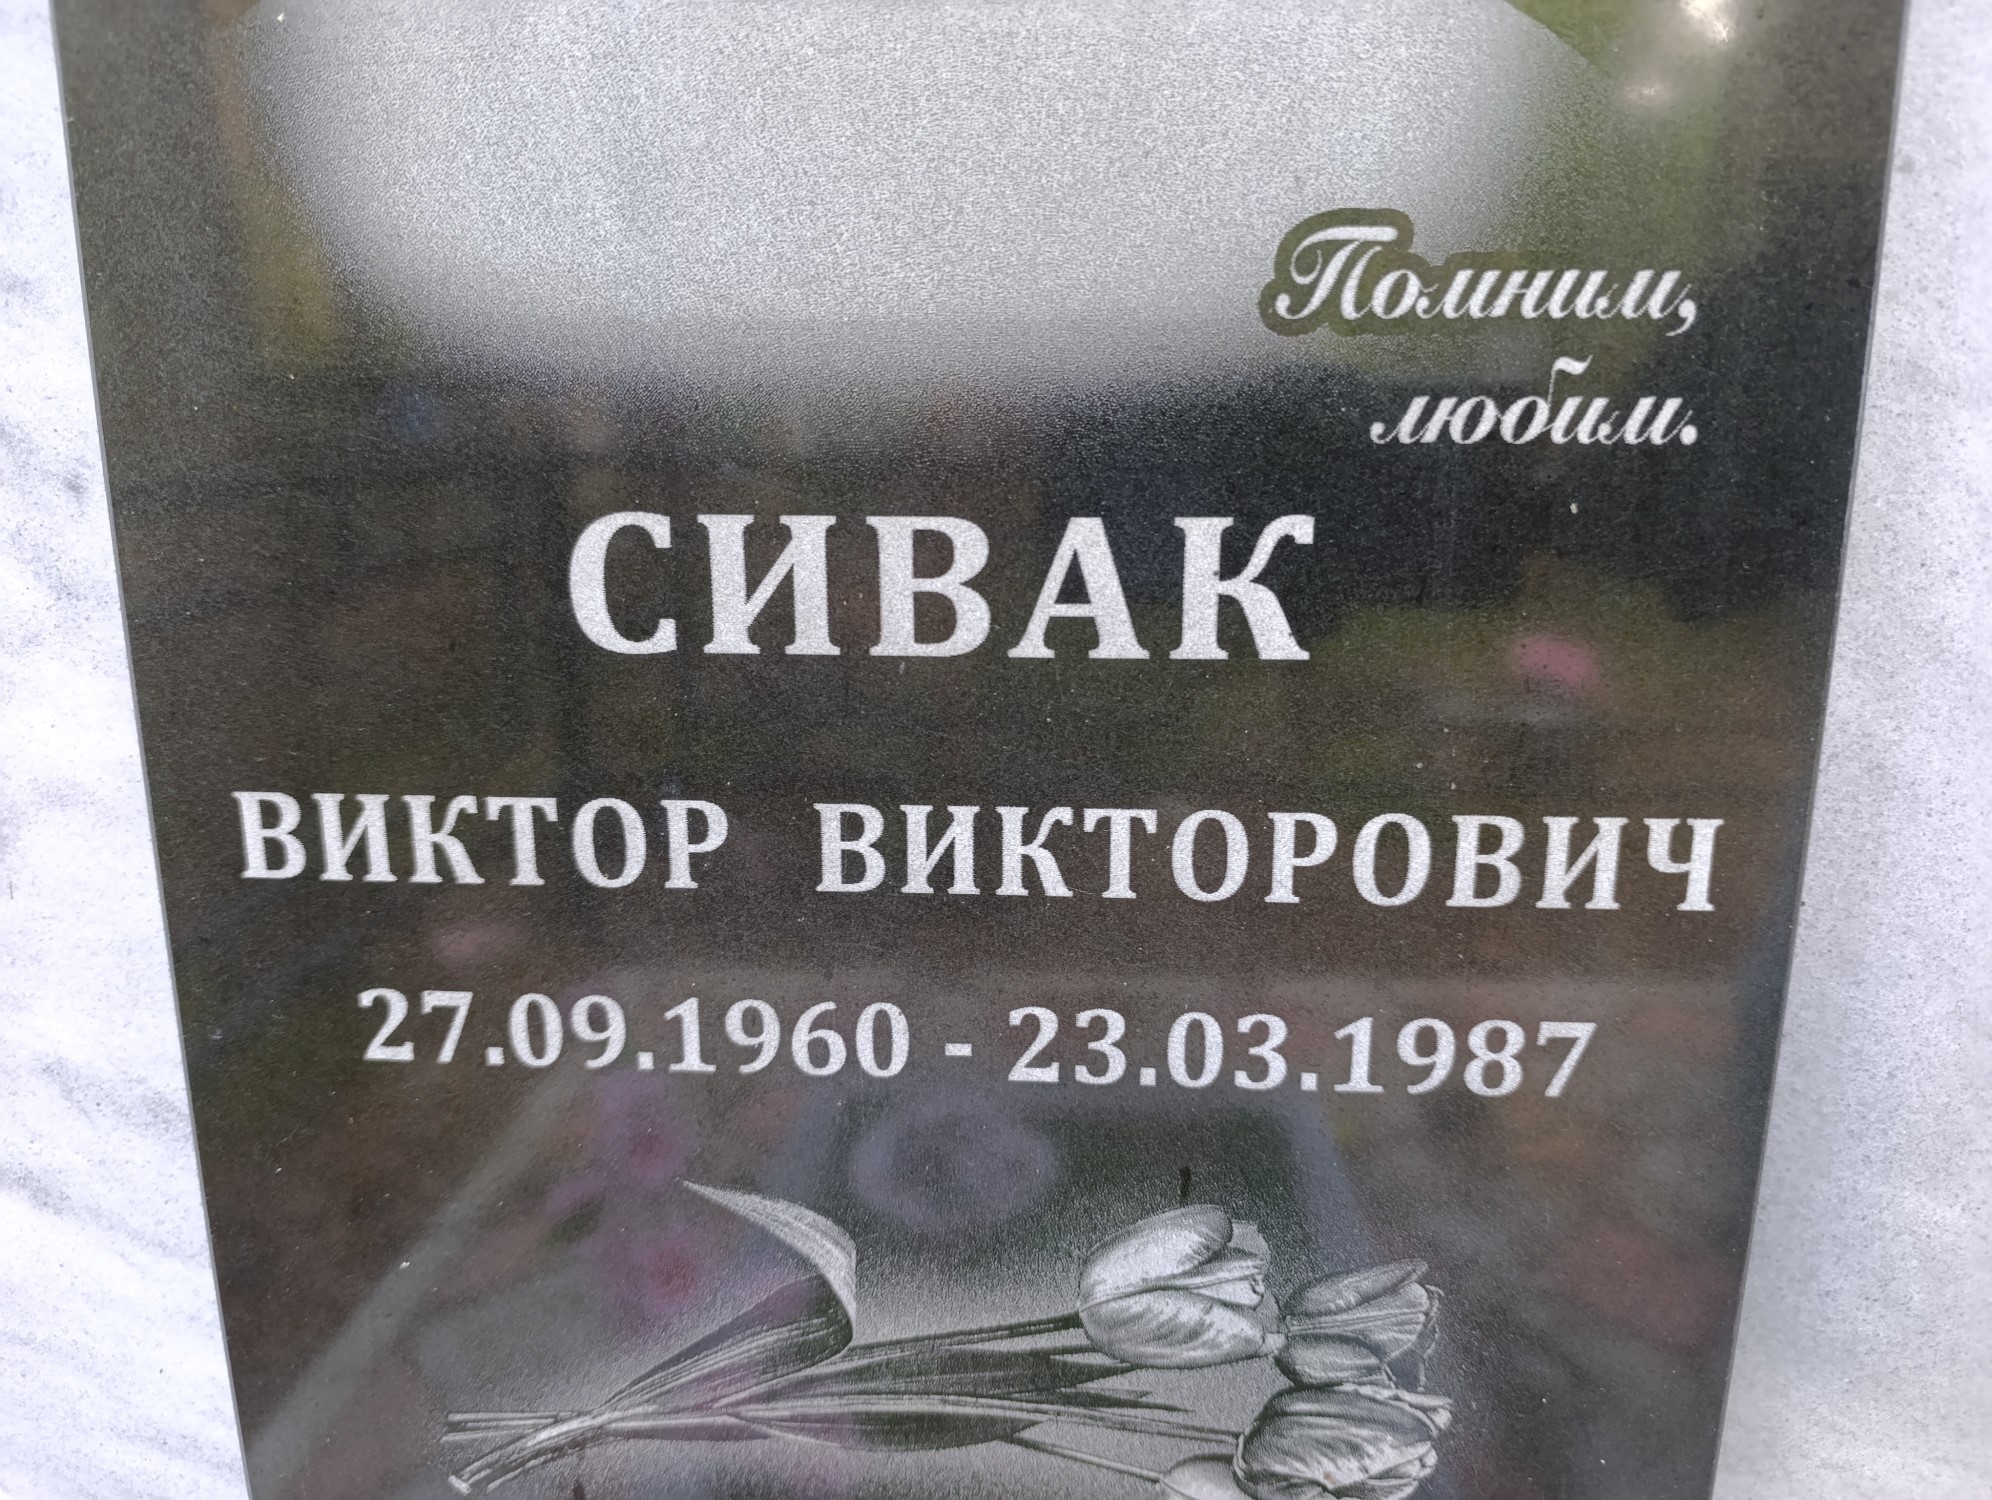 Помним,
любим.
СИВАК
ВИКТОР ВИКТОРОВИЧ
27.09.1960 - 23.03.1987